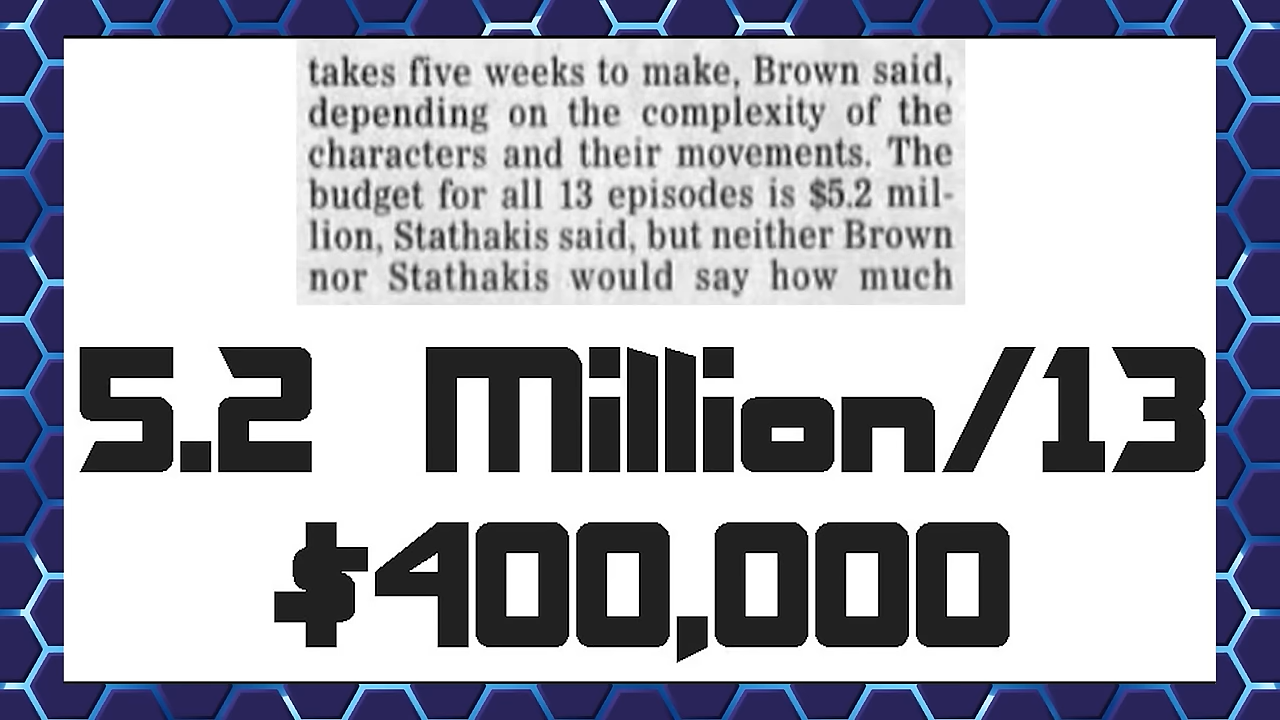 takes five weeks to make, Brown said,
depending on the complexity of the
characters and their movements. The
budget for all 13 episodes is $5.2 mil-
lion, Stathakis said, but neither Brown
nor Stathakis would say how much
5.2 Million/13
$400,000